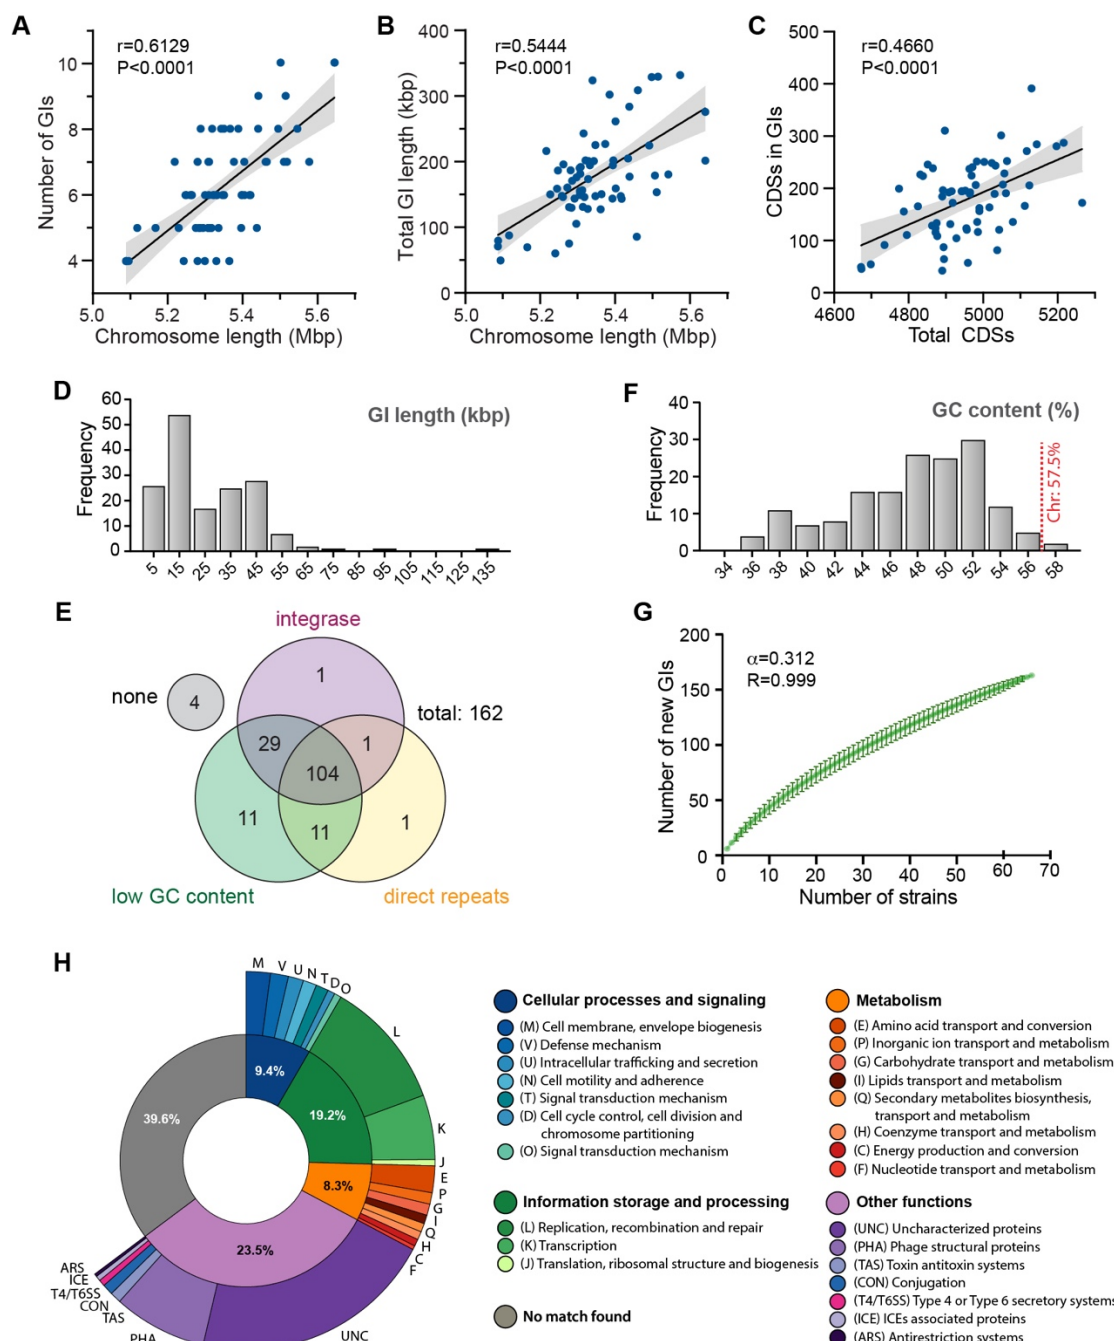 A
r=0.6129
P<0.0001
Number of GIs
10
8
6
4
5.0
5.2
5.4
5.6
Chromosome length (Mbp)
B
r=0.5444
P<0.0001
Total GI length (kbp)
400
300
200
100
0
5.0
5.2
5.4
5.6
Chromosome length (Mbp)
C
r=0.4660
P<0.0001
CDSs in GIs
500
400
300
200
100
0
4600
4800
5000
5200
Total CDSs
D
GI length (kbp)
Frequency
60
50
40
30
20
10
0
5
15
25
35
45
55
65
75
85
95
105
115
125
135
F
GC content (%)
Frequency
40
30
20
10
0
Chr: 57.5%
34
36
38
40
42
44
46
48
50
52
54
56
58
E
integrase
none
4
1
total: 162
29
1
104
11
11
1
low GC content
direct repeats
G
α=0.312
R=0.999
Number of new GIs
200
150
100
50
0
0
10
20
30
40
50
60
70
Number of strains
H
M
V
U
N
T
D
O
L
K
J
E
P
G
I
Q
H
C
F
UNC
PHA
TAS
CON
T4/T6SS
ICE
ARS
9.4%
19.2%
8.3%
23.5%
39.6%
Cellular processes and signaling
(M) Cell membrane, envelope biogenesis
(V) Defense mechanism
(U) Intracellular trafficking and secretion
(N) Cell motility and adherence
(T) Signal transduction mechanism
(D) Cell cycle control, cell division and
chromosome partitioning
(O) Signal transduction mechanism
Information storage and processing
(L) Replication, recombination and repair
(K) Transcription
(J) Translation, ribosomal structure and biogenesis
No match found
Metabolism
(E) Amino acid transport and conversion
(P) Inorganic ion transport and metabolism
(G) Carbohydrate transport and metabolism
(I) Lipids transport and metabolism
(Q) Secondary metabolites biosynthesis,
transport and metabolism
(H) Coenzyme transport and metabolism
(C) Energy production and conversion
(F) Nucleotide transport and metabolism
Other functions
(UNC) Uncharacterized proteins
(PHA) Phage structural proteins
(TAS) Toxin antitoxin systems
(CON) Conjugation
(T4/T6SS) Type 4 or Type 6 secretory systems
(ICE) ICEs associated proteins
(ARS) Antirestriction systems